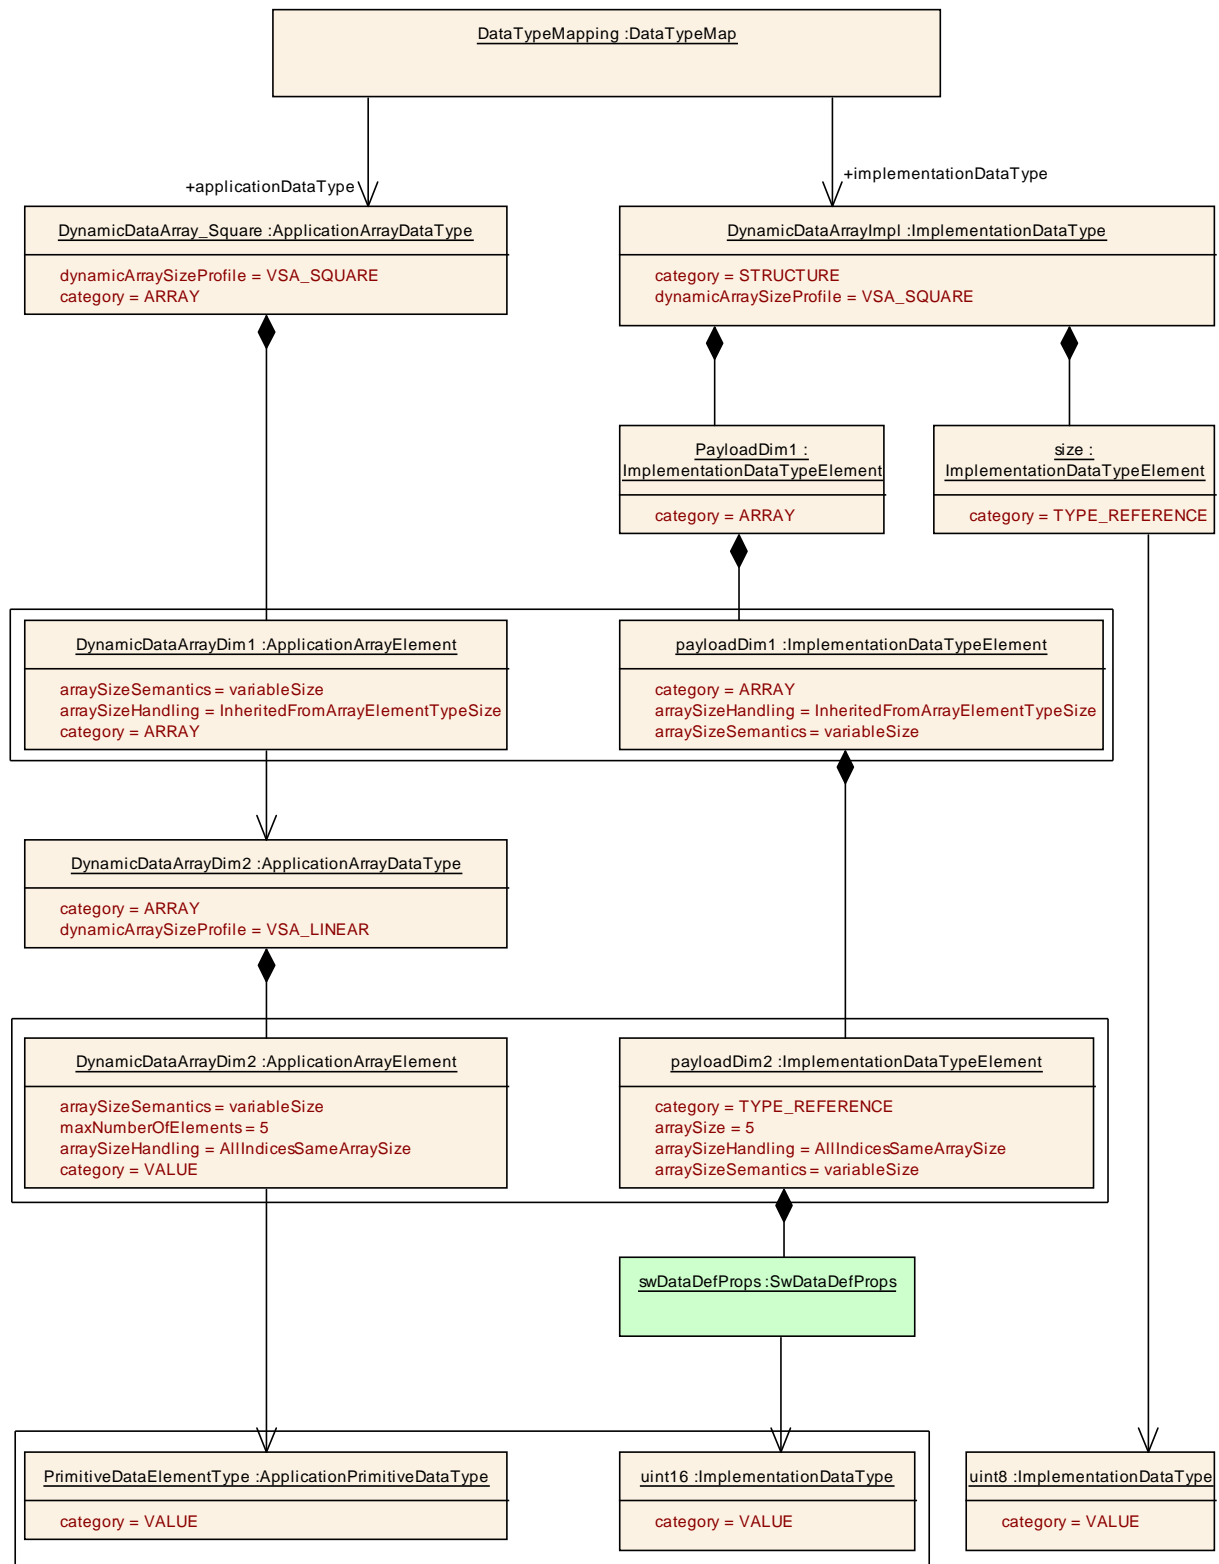 DataTypeMapping :DataTypeMap
+applicationDataType
+implementationDataType
DynamicDataArray_Square :ApplicationArrayDataType
dynamicArraySizeProfile = VSA_SQUARE
category = ARRAY
DynamicDataArrayImpl :ImplementationDataType
category = STRUCTURE
dynamicArraySizeProfile = VSA_SQUARE
PayloadDim1 :
ImplementationDataTypeElement
category = ARRAY
size :
ImplementationDataTypeElement
category = TYPE_REFERENCE
DynamicDataArrayDim1 :ApplicationArrayElement
arraySizeSemantics = variableSize
arraySizeHandling = InheritedFromArrayElementTypeSize
category = ARRAY
payloadDim1 :ImplementationDataTypeElement
category = ARRAY
arraySizeHandling = InheritedFromArrayElementTypeSize
arraySizeSemantics = variableSize
DynamicDataArrayDim2 :ApplicationArrayDataType
category = ARRAY
dynamicArraySizeProfile = VSA_LINEAR
DynamicDataArrayDim2 :ApplicationArrayElement
arraySizeSemantics = variableSize
maxNumberOfElements = 5
arraySizeHandling = AllIndicesSameArraySize
category = VALUE
payloadDim2 :ImplementationDataTypeElement
category = TYPE_REFERENCE
arraySize = 5
arraySizeHandling = AllIndicesSameArraySize
arraySizeSemantics = variableSize
swDataDefProps :SwDataDefProps
PrimitiveDataElementType :ApplicationPrimitiveDataType
category = VALUE
uint16 :ImplementationDataType
category = VALUE
uint8 :ImplementationDataType
category = VALUE